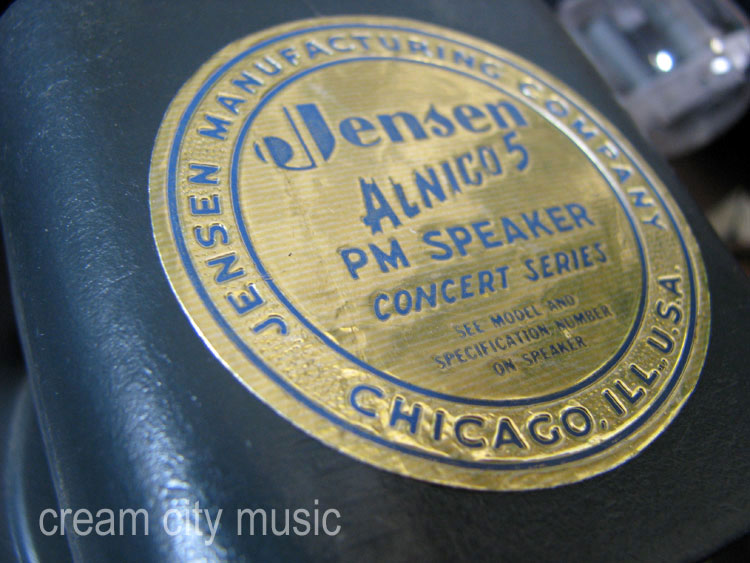 JENSEN MANUFACTURING COMPANY
Jensen
ALNICO 5
PM SPEAKER
CONCERT SERIES
SEE MODEL AND
SPECIFICATION NUMBER
ON SPEAKER
CHICAGO, ILL., U.S.A.
cream city music